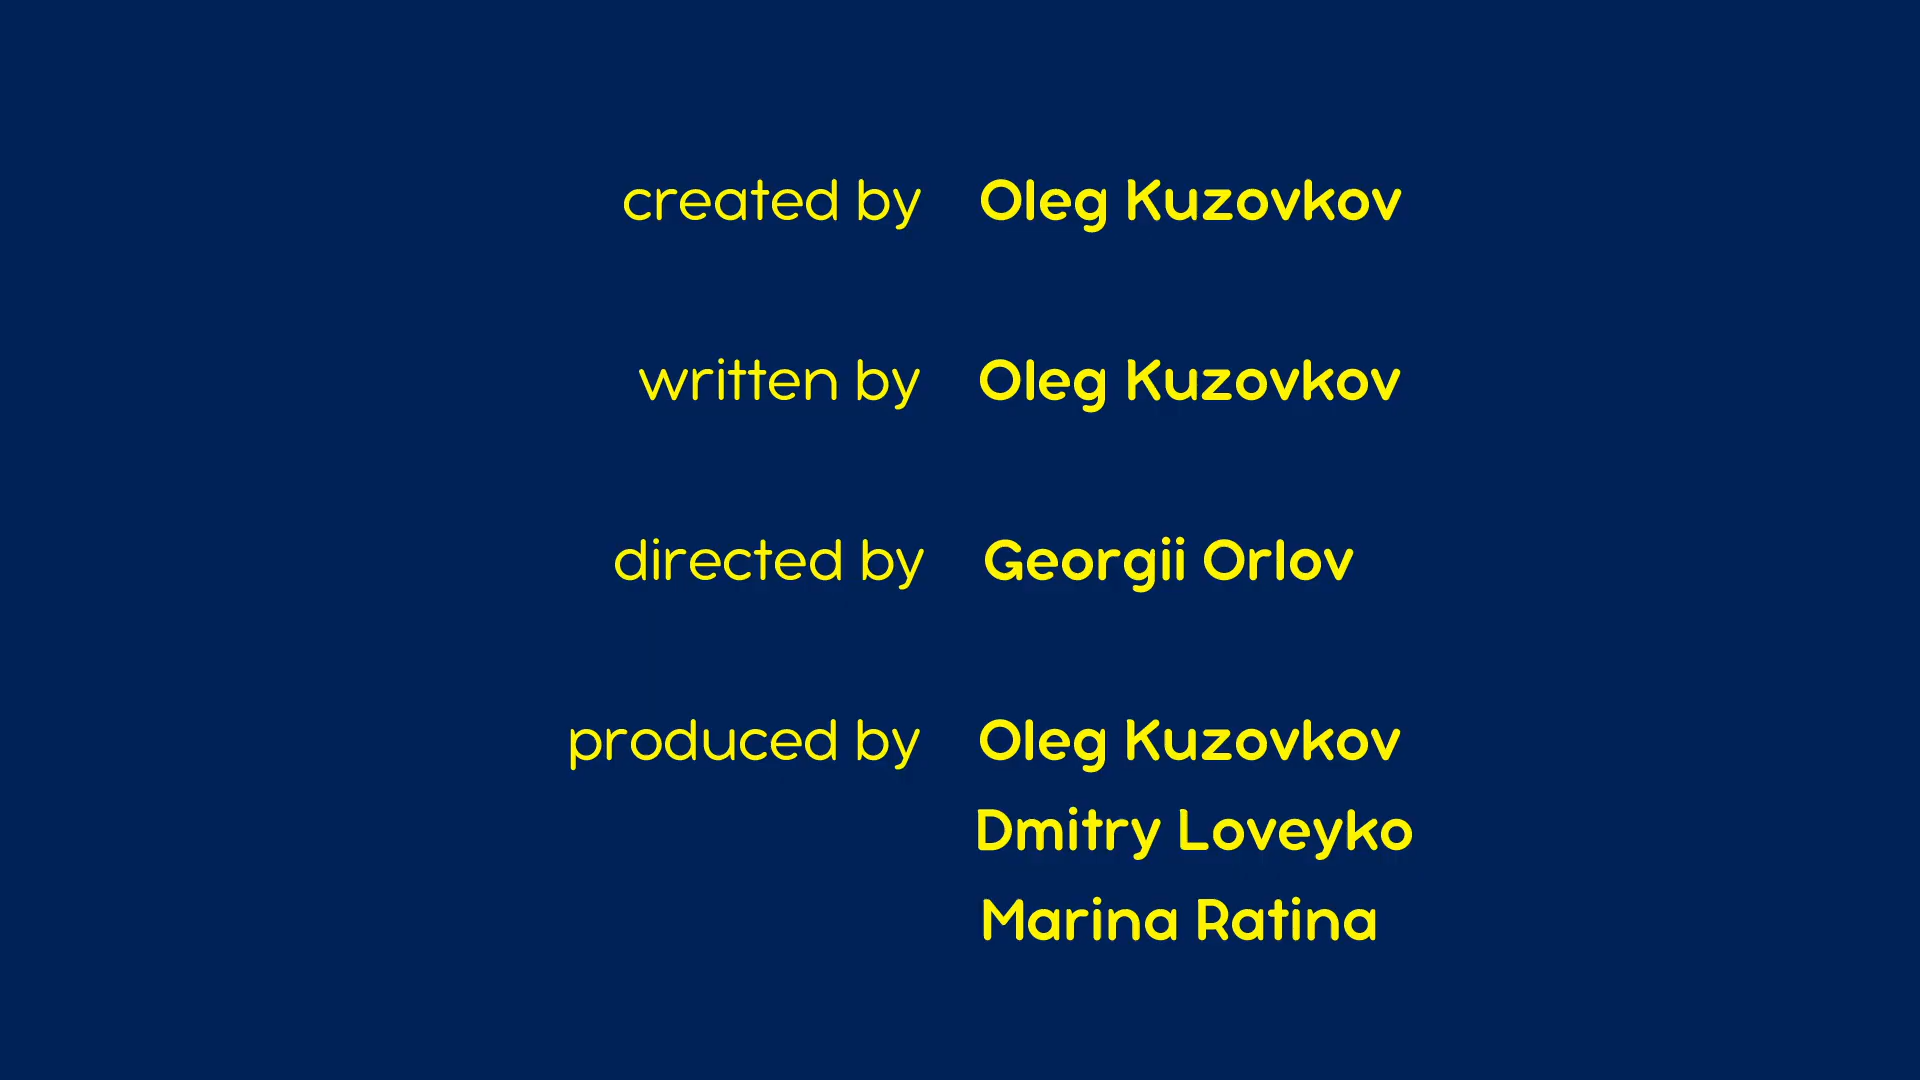 created by Oleg Kuzovkov
written by Oleg Kuzovkov
directed by Georgii Orlov
produced by Oleg Kuzovkov
Dmitry Loveyko
Marina Ratina